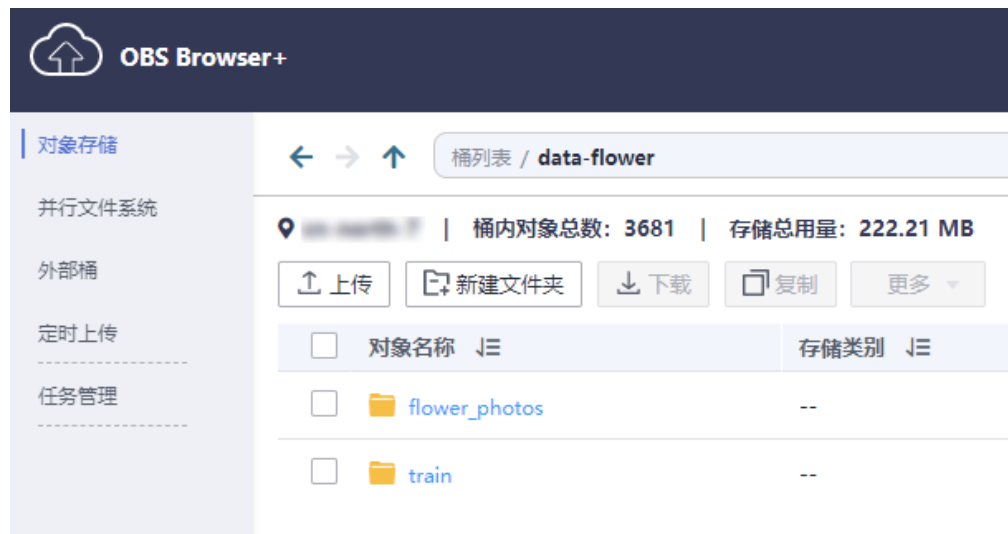 OBS Browser+
对象存储
并行文件系统
外部桶
定时上传
任务管理
桶列表 / data-flower
| 桶内对象总数：3681 | 存储总用量：222.21 MB
上传 新建文件夹 下载 复制 更多
对象名称 存储类别
flower_photos --
train --